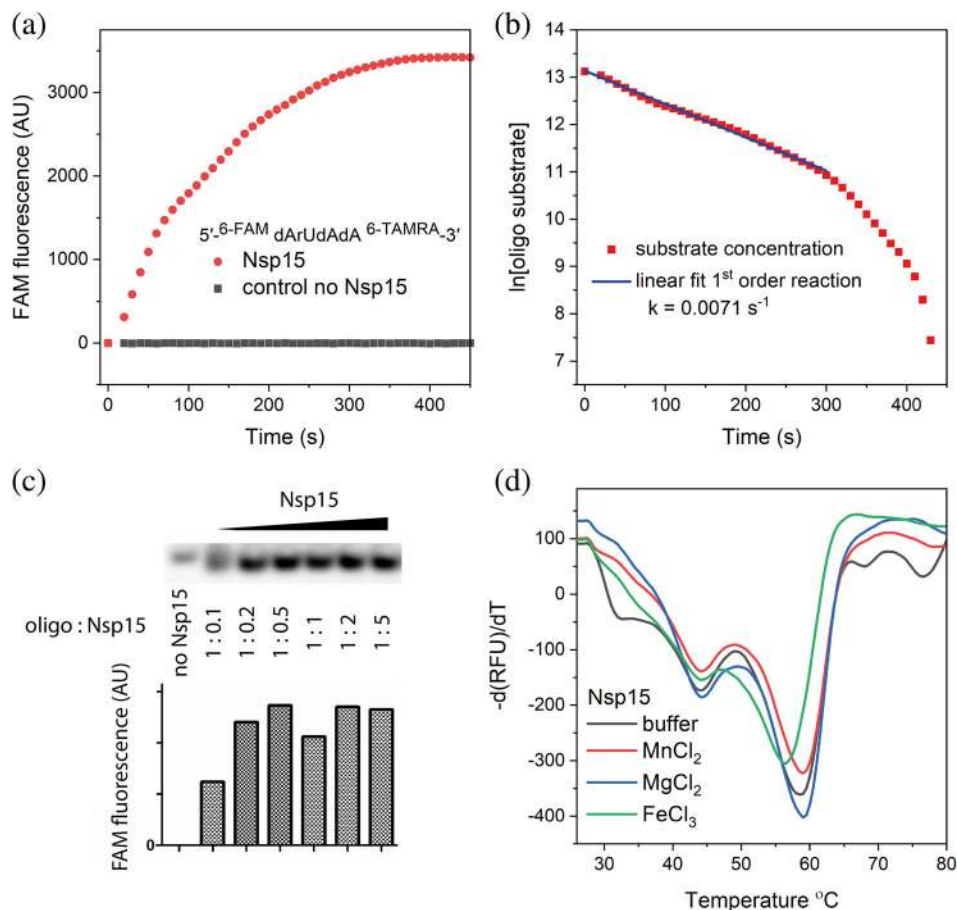 (a)
FAM fluorescence (AU)
3000
2000
1000
0
5′-6-FAM dArUdAdA 6-TAMRA-3′
Nsp15
control no Nsp15
0 100 200 300 400
Time (s)
(b)
ln[oligo substrate]
14
13
12
11
10
9
8
7
substrate concentration
linear fit 1st order reaction
k = 0.0071 s-1
0 100 200 300 400
Time (s)
(c)
Nsp15
oligo : Nsp15
no Nsp15
1 : 0.1
1 : 0.2
1 : 0.5
1 : 1
1 : 2
1 : 5
FAM fluorescence (AU)
0
(d)
-d(RFU)/dT
100
0
-100
-200
-300
-400
Nsp15
buffer
MnCl2
MgCl2
FeCl3
30 40 50 60 70 80
Temperature ºC